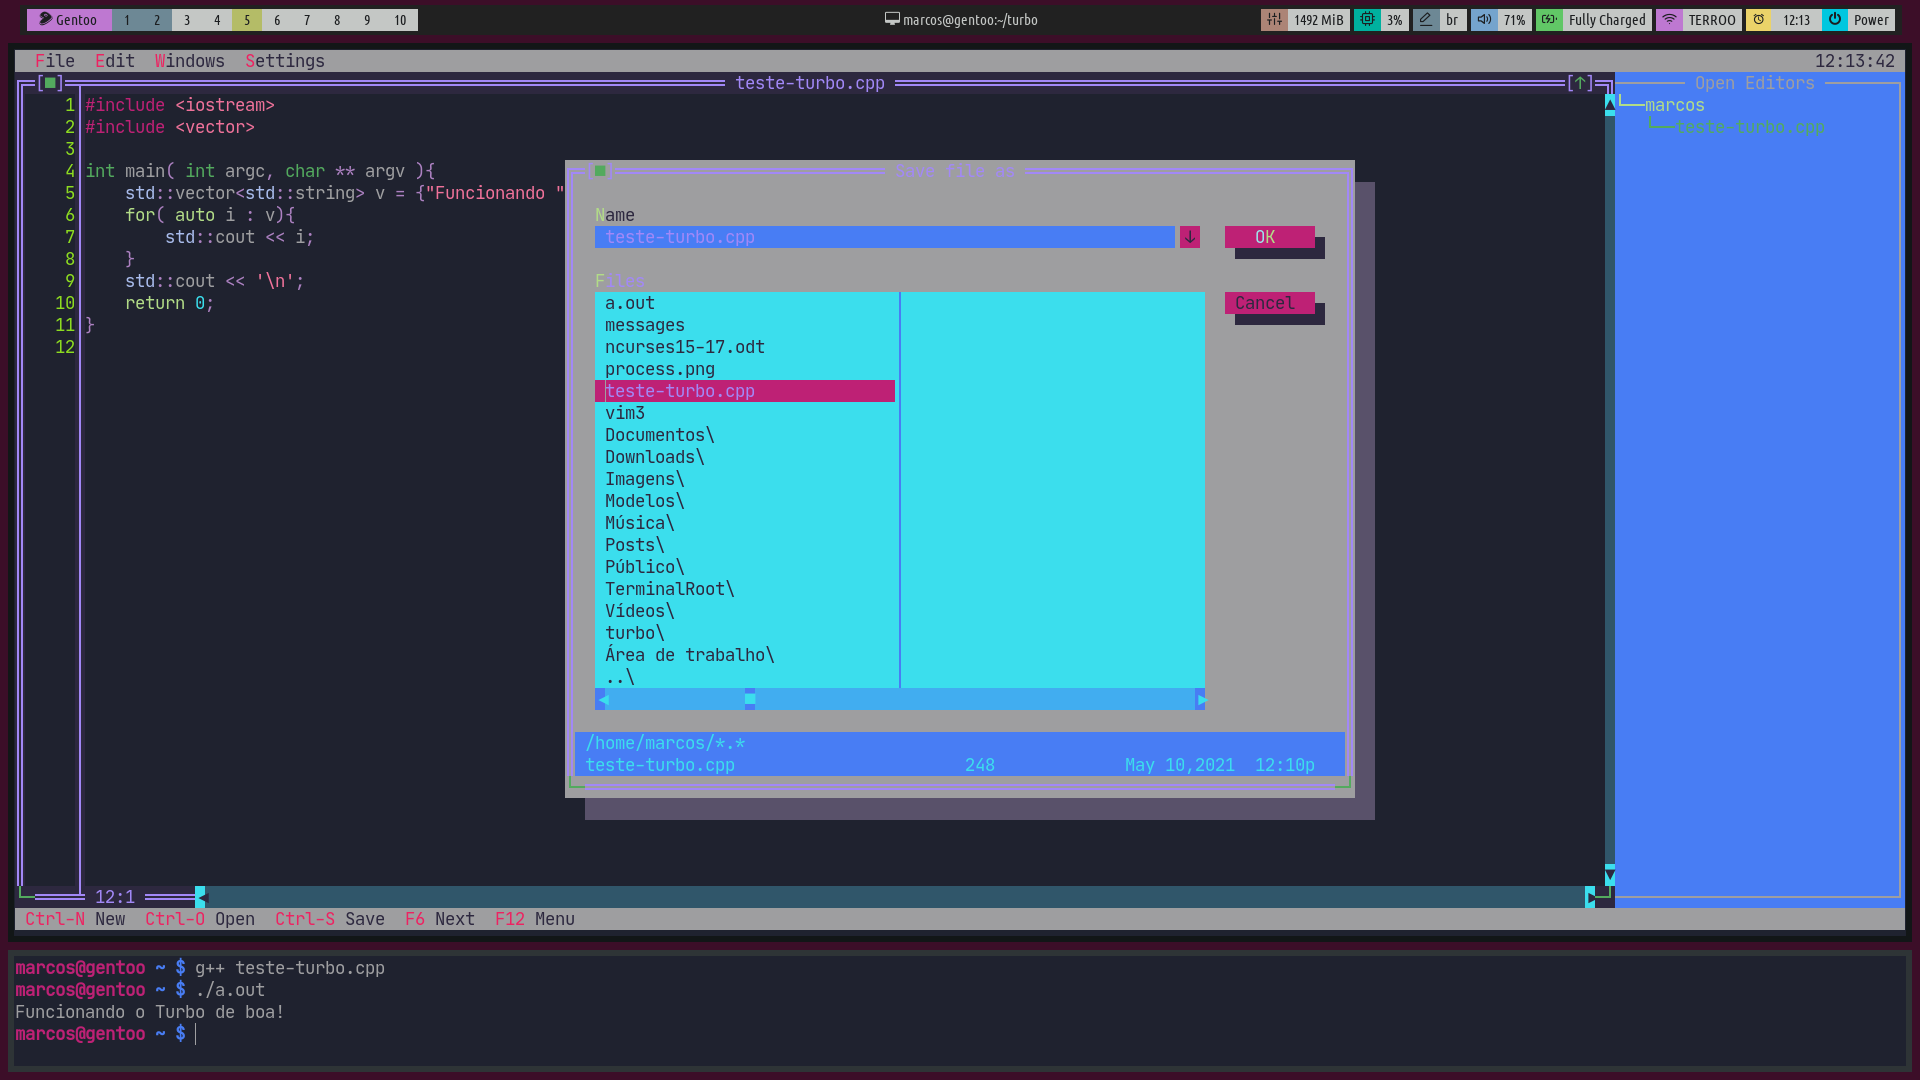 Gentoo 1 2 3 4 5 6 7 8 9 10 marcos@gentoo:~/turbo 1492 MiB 3% br 71% Fully Charged TERROO 12:13 Power
File Edit Windows Settings 12:13:42
[■] teste-turbo.cpp [↑] Open Editors
1 #include <iostream>
2 #include <vector>
3
4 int main( int argc, char ** argv ){
5 std::vector<std::string> v = {"Funcionando "
6 for( auto i : v){
7 std::cout << i;
8 }
9 std::cout << '\n';
10 return 0;
11 }
12
marcos
teste-turbo.cpp
Save file as
Name
teste-turbo.cpp ↓ OK
Files
a.out
messages
ncurses15-17.odt
process.png
teste-turbo.cpp
vim3
Documentos\
Downloads\
Imagens\
Modelos\
Música\
Posts\
Público\
TerminalRoot\
Vídeos\
turbo\
Área de trabalho\
..\
Cancel
/home/marcos/*.*
teste-turbo.cpp 248 May 10,2021 12:10p
12:1
Ctrl-N New Ctrl-O Open Ctrl-S Save F6 Next F12 Menu
marcos@gentoo ~ $ g++ teste-turbo.cpp
marcos@gentoo ~ $ ./a.out
Funcionando o Turbo de boa!
marcos@gentoo ~ $